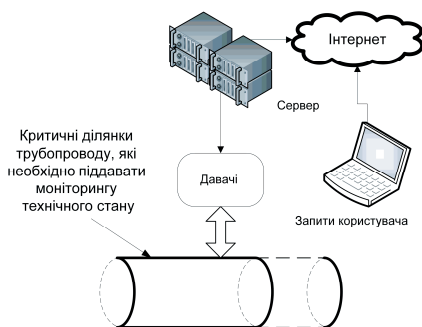 Інтернет
Сервер
Критичні ділянки
трубопроводу, які
необхідно піддавати
моніторингу
технічного стану
Давачі
Запити користувача